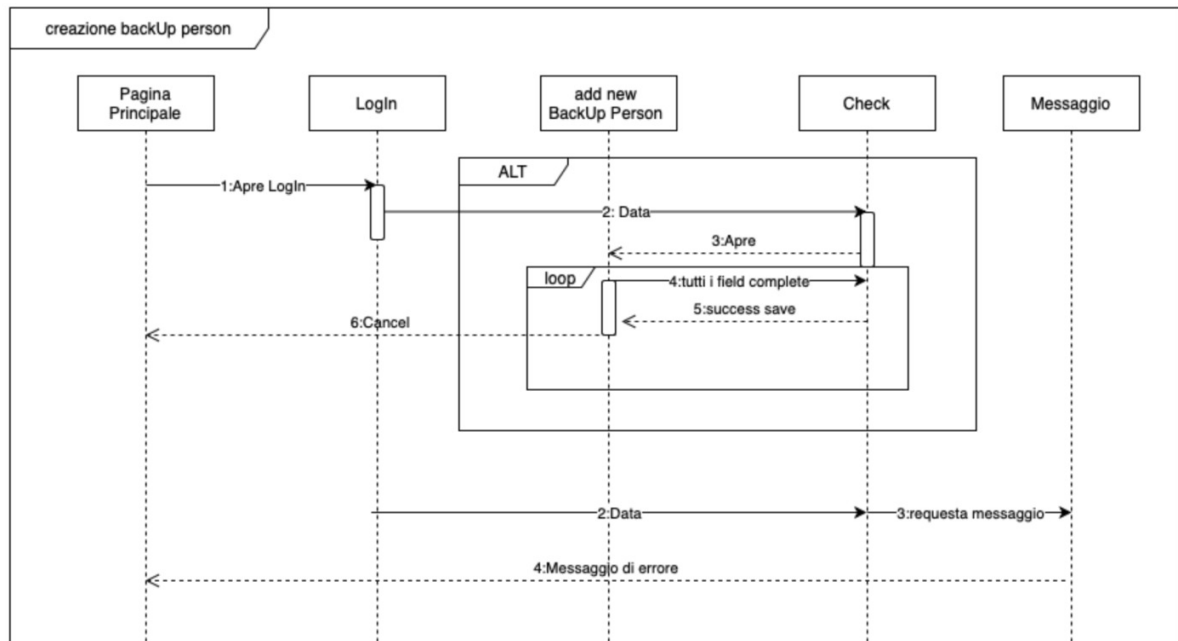 creazione backUp person
Pagina
Principale
LogIn
add new
BackUp Person
Check
Messaggio
ALT
1:Apre LogIn
2: Data
3:Apre
loop
4:tutti i field complete
5:success save
6:Cancel
2:Data
3:requesta messaggio
4:Messaggio di errore